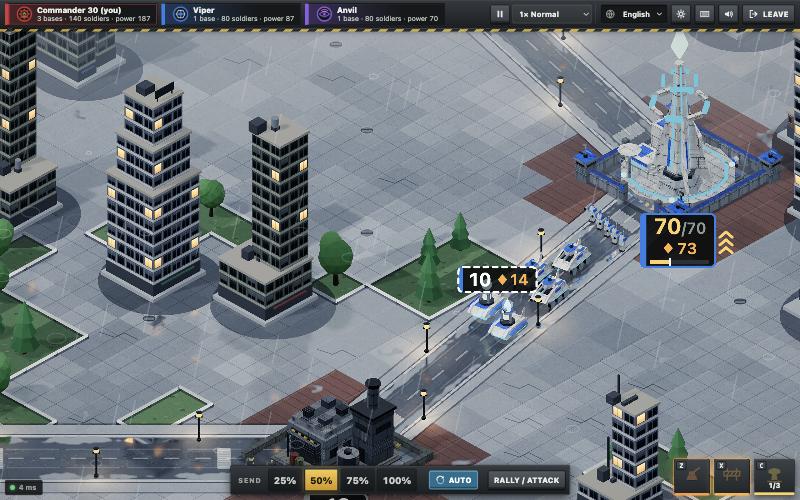 Commander 30 (you)
3 bases · 140 soldiers · power 187
Viper
1 base · 80 soldiers · power 87
Anvil
1 base · 80 soldiers · power 70
1× Normal
English
LEAVE
70/70
73
10 14
4 ms
SEND 25% 50% 75% 100% AUTO RALLY / ATTACK
Z X C
1/3